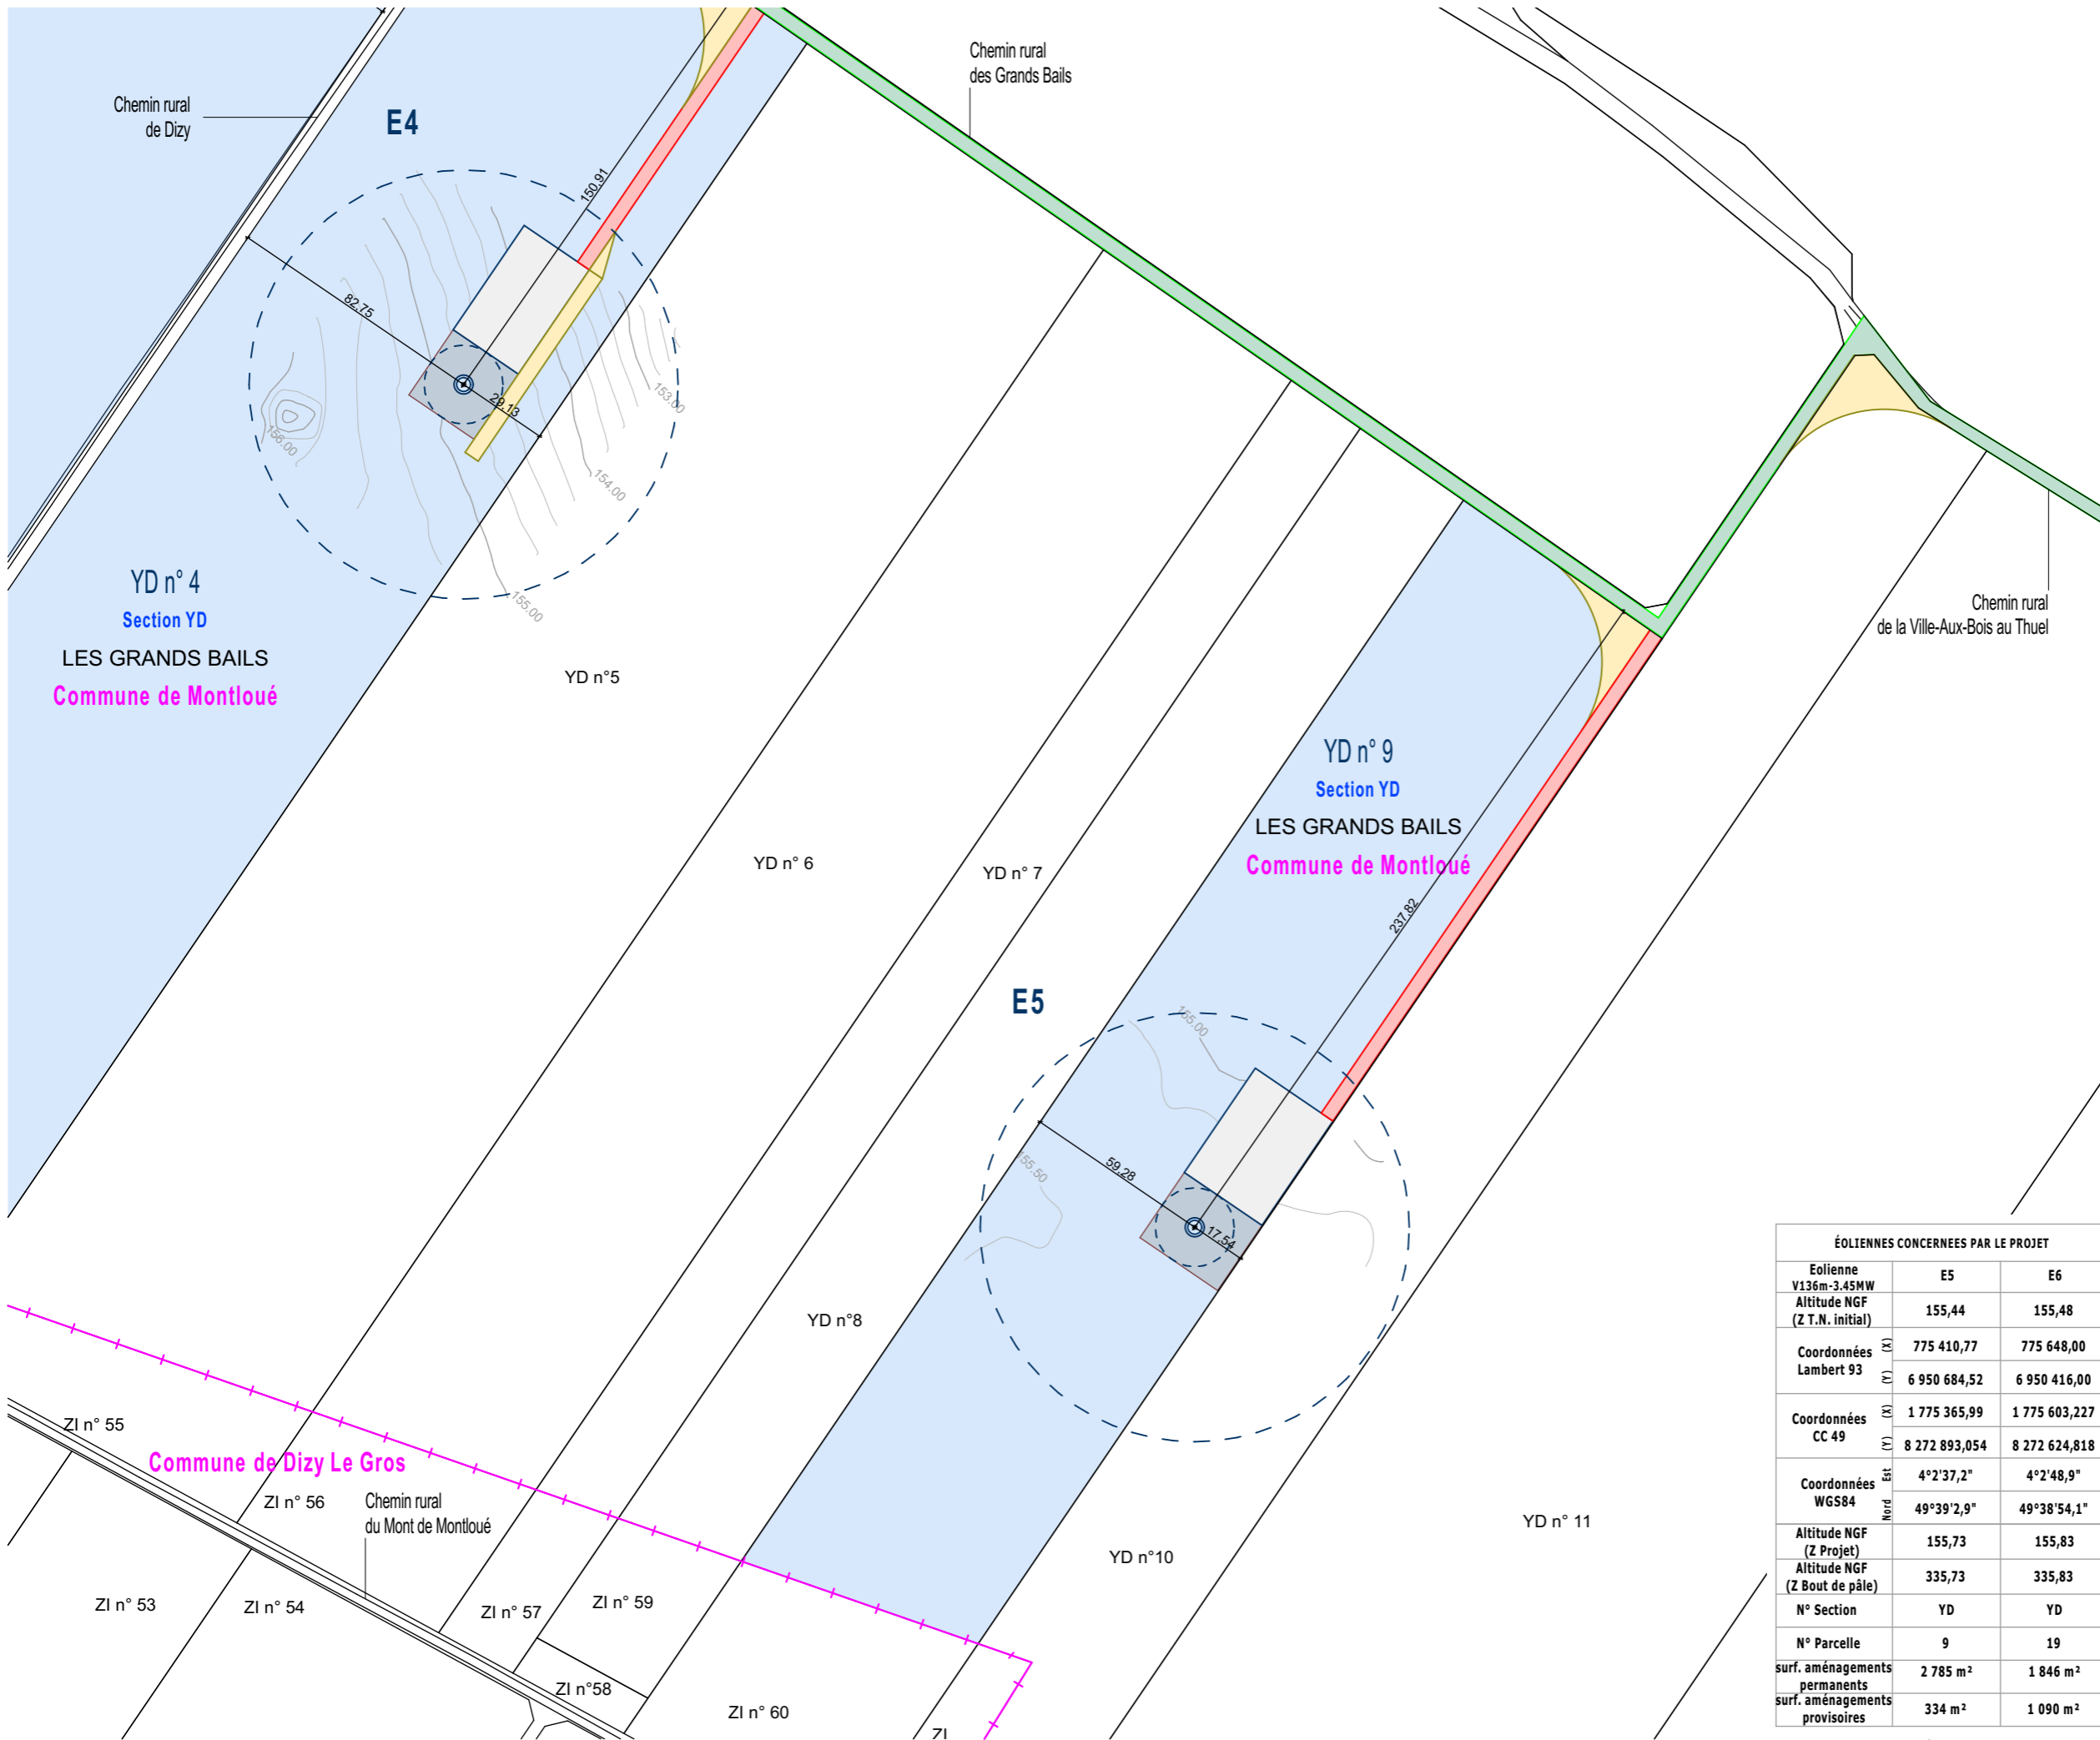 Chemin rural
des Grands Bails
Chemin rural
de Dizy
E4
150,91
82,75
29,13
153.00
156.00
154.00
155.00
YD n° 4
Section YD
LES GRANDS BAILS
Commune de Montloué
Chemin rural
de la Ville-Aux-Bois au Thuel
YD n°5
YD n° 9
Section YD
LES GRANDS BAILS
Commune de Montloué
YD n° 6
YD n° 7
237,82
E5
155.00
155.50
59,28
17,54
YD n°8
ZI n° 55
Commune de Dizy Le Gros
ZI n° 56
Chemin rural
du Mont de Montloué
YD n° 11
YD n°10
ZI n° 53
ZI n° 54
ZI n° 57
ZI n° 59
ZI n°58
ZI n° 60
ZI
ÉOLIENNES CONCERNEES PAR LE PROJET
Eolienne
V136m-3.45MW E5 E6
Altitude NGF
(Z T.N. initial) 155,44 155,48
Coordonnées
Lambert 93
(X) 775 410,77 775 648,00
(Y) 6 950 684,52 6 950 416,00
Coordonnées
CC 49
(X) 1 775 365,99 1 775 603,227
(Y) 8 272 893,054 8 272 624,818
Coordonnées
WGS84
Est 4°2'37,2" 4°2'48,9"
Nord 49°39'2,9" 49°38'54,1"
Altitude NGF
(Z Projet) 155,73 155,83
Altitude NGF
(Z Bout de pâle) 335,73 335,83
N° Section YD YD
N° Parcelle 9 19
surf. aménagements
permanents 2 785 m² 1 846 m²
surf. aménagements
provisoires 334 m² 1 090 m²